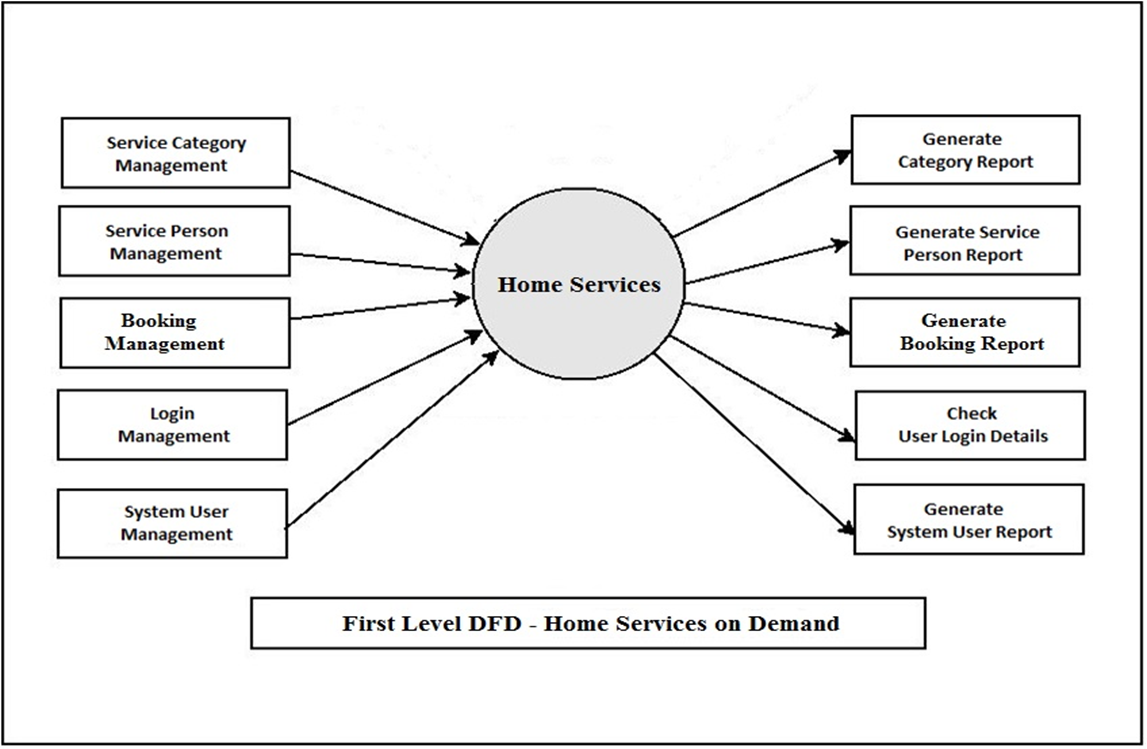 Service Category
Management
Service Person
Management
Booking
Management
Login
Management
System User
Management
Home Services
Generate
Category Report
Generate Service
Person Report
Generate
Booking Report
Check
User Login Details
Generate
System User Report
First Level DFD - Home Services on Demand